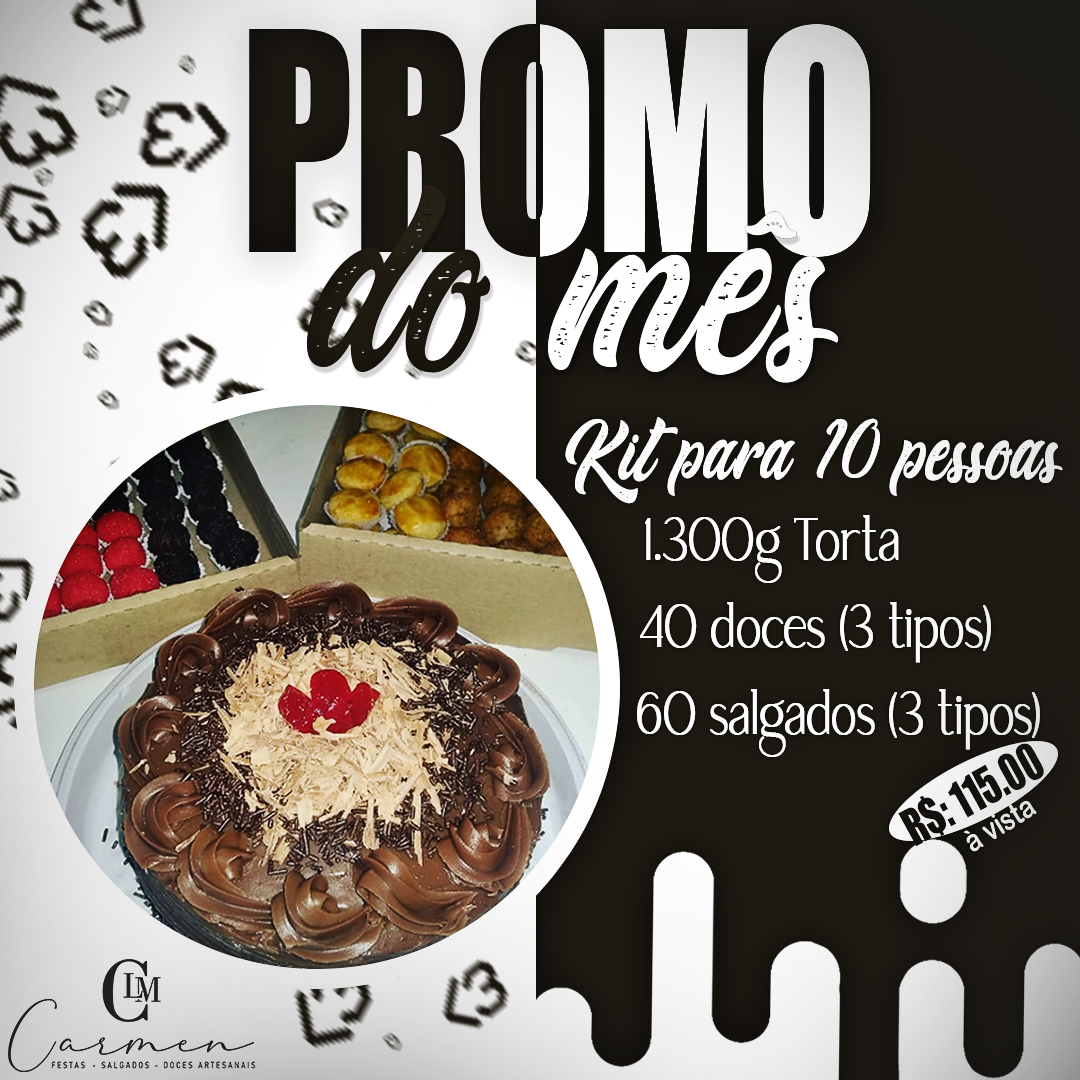 PROMO
do mês
Kit para 10 pessoas
1.300g Torta
40 doces (3 tipos)
60 salgados (3 tipos)
R$: 115.00
à vista
CLM
Carmen
FESTAS - SALGADOS - DOCES ARTESANAIS